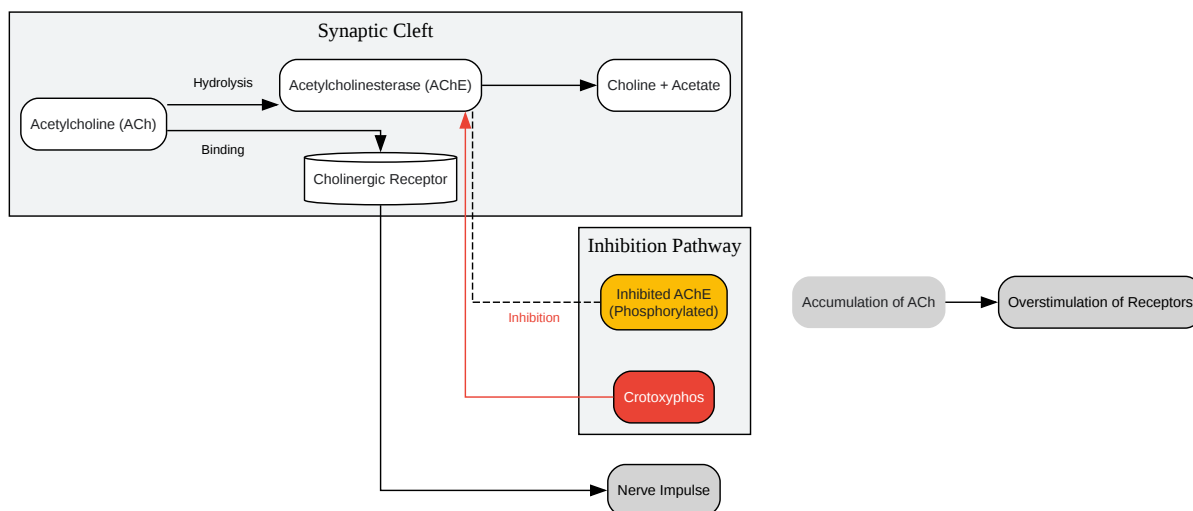 Synaptic Cleft
Hydrolysis
Acetylcholinesterase (AChE)
Choline + Acetate
Acetylcholine (ACh)
Binding
Cholinergic Receptor
Inhibition Pathway
Inhibited AChE
(Phosphorylated)
Inhibition
Accumulation of ACh
Overstimulation of Receptors
Crotoxyphos
Nerve Impulse